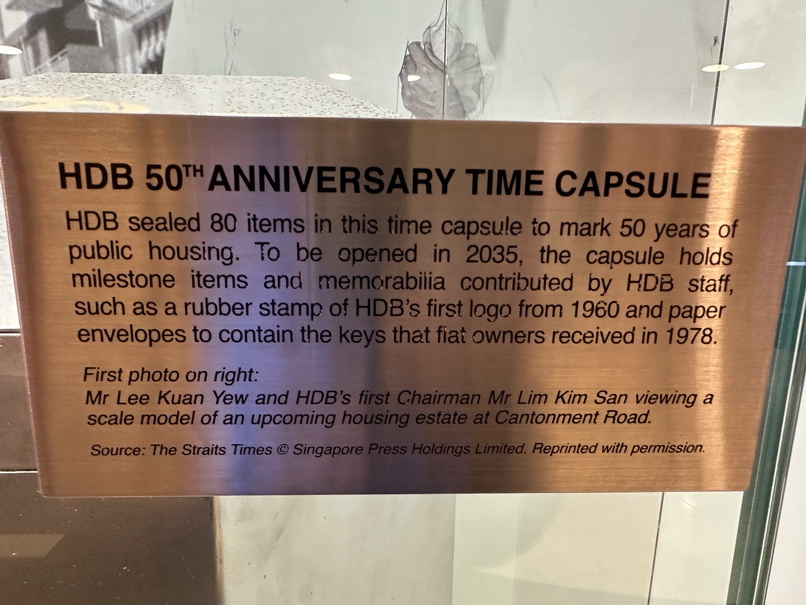 HDB 50TH ANNIVERSARY TIME CAPSULE
HDB sealed 80 items in this time capsule to mark 50 years of
public housing. To be opened in 2035, the capsule holds
milestone items and memorabilia contributed by HDB staff,
such as a rubber stamp of HDB's first logo from 1960 and paper
envelopes to contain the keys that flat owners received in 1978.
First photo on right:
Mr Lee Kuan Yew and HDB's first Chairman Mr Lim Kim San viewing a
scale model of an upcoming housing estate at Cantonment Road.
Source: The Straits Times © Singapore Press Holdings Limited. Reprinted with permission.